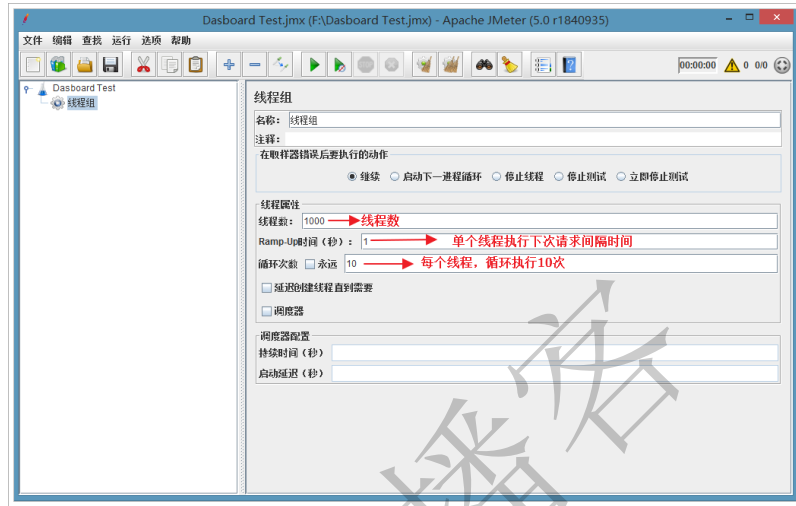 Dasboard Test.jmx (F:\Dasboard Test.jmx) - Apache JMeter (5.0 r1840935)
文件 编辑 查找 运行 选项 帮助
00:00:00 0 0/0
Dasboard Test
线程组
线程组
名称: 线程组
注释:
在取样器错误后要执行的动作
继续 启动下一进程循环 停止线程 停止测试 立即停止测试
线程属性
线程数: 1000 线程数
Ramp-Up时间(秒): 1 单个线程执行下次请求间隔时间
循环次数 永远 10 每个线程,循环执行10次
延迟创建线程直到需要
调度器
调度器配置
持续时间(秒)
启动延迟(秒)
播客